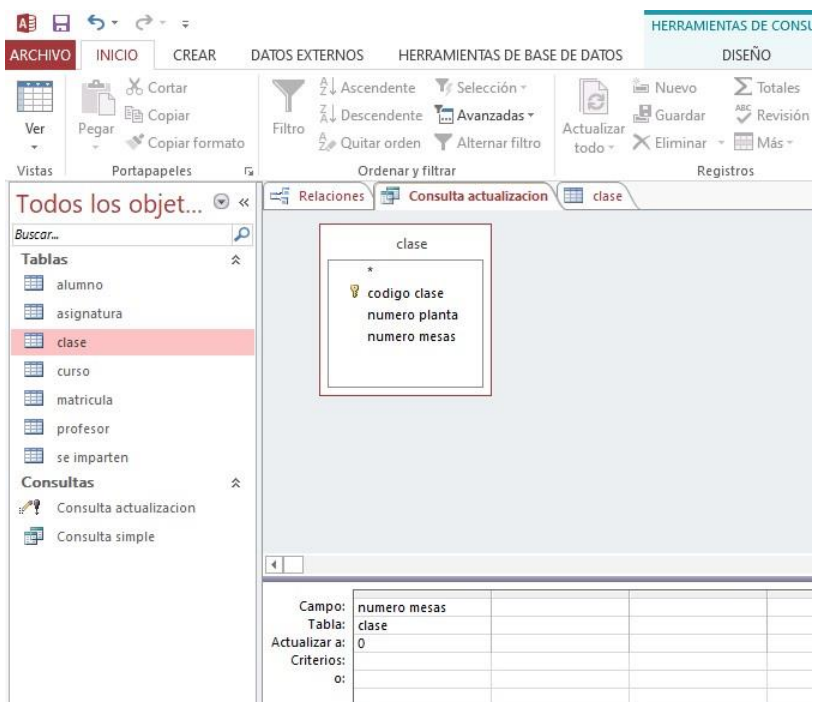 HERRAMIENTAS DE CONSU
ARCHIVO INICIO CREAR DATOS EXTERNOS HERRAMIENTAS DE BASE DE DATOS DISEÑO
Ver
Pegar
Cortar
Copiar
Copiar formato
Filtro
Ascendente
Descendente
Quitar orden
Selección
Avanzadas
Alternar filtro
Actualizar
todo
Nuevo
Guardar
Eliminar
Totales
Revisión
Más
Vistas Portapapeles Ordenar y filtrar Registros
Todos los objet...
Buscar...
Tablas
alumno
asignatura
clase
curso
matricula
profesor
se imparten
Consultas
Consulta actualizacion
Consulta simple
Relaciones Consulta actualizacion clase
clase
*
codigo clase
numero planta
numero mesas
Campo: numero mesas
Tabla: clase
Actualizar a: 0
Criterios:
o: